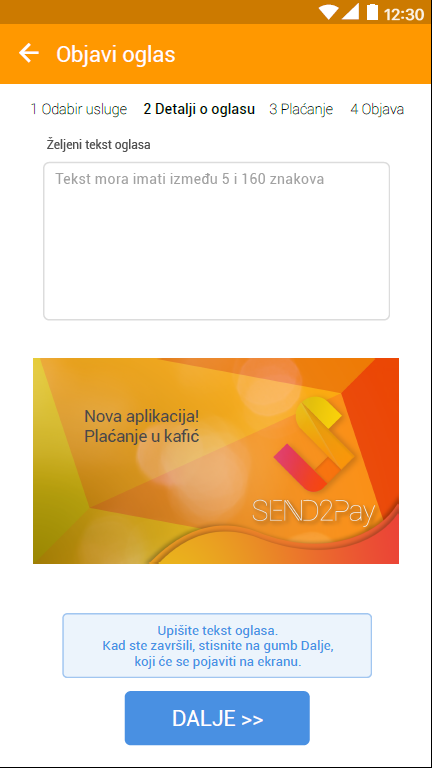 12:30
Objavi oglas
1 Odabir usluge 2 Detalji o oglasu 3 Plaćanje 4 Objava
Željeni tekst oglasa
Tekst mora imati između 5 i 160 znakova
Nova aplikacija!
Plaćanje u kafić
SEND2Pay
Upišite tekst oglasa.
Kad ste završili, stisnite na gumb Dalje,
koji će se pojaviti na ekranu.
DALJE >>